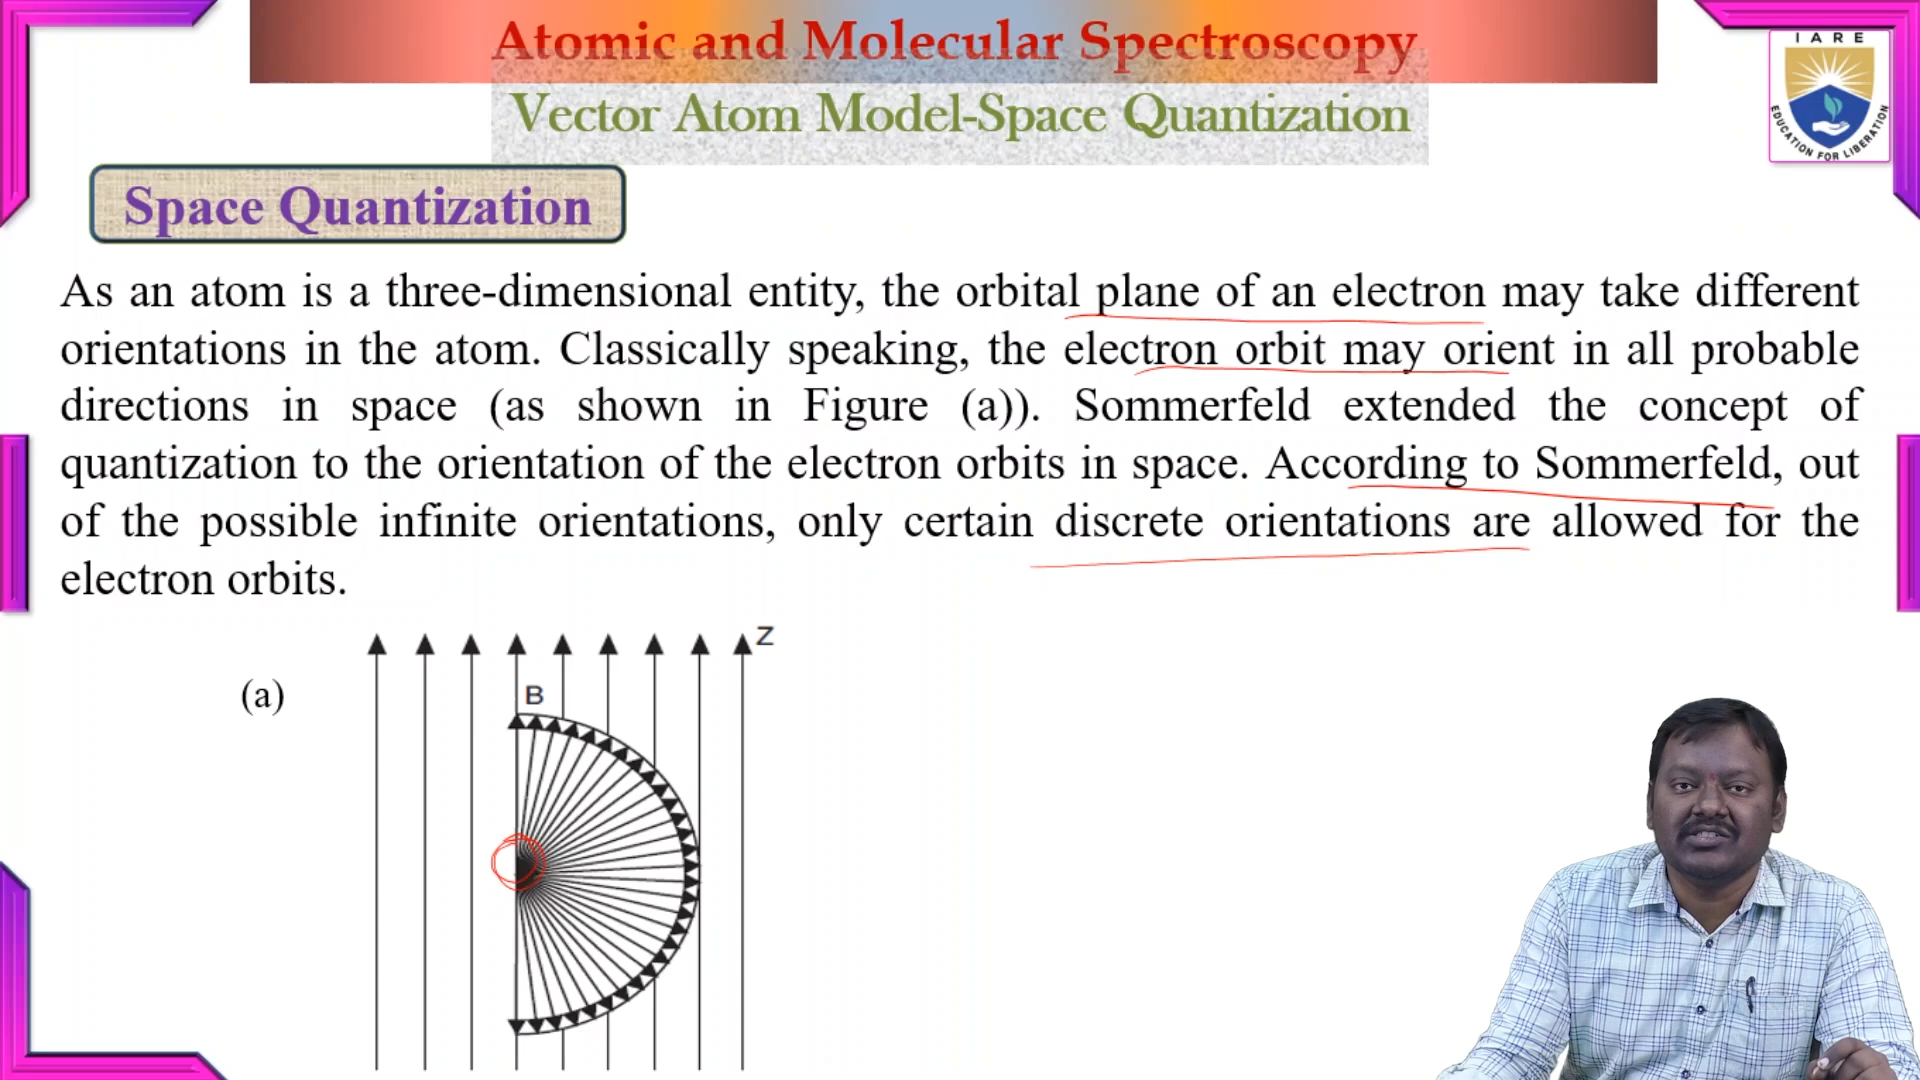 Atomic and Molecular Spectroscopy
Vector Atom Model-Space Quantization
IARE
EDUCATION FOR LIBERATION
Space Quantization
As an atom is a three-dimensional entity, the orbital plane of an electron may take different
orientations in the atom. Classically speaking, the electron orbit may orient in all probable
directions in space (as shown in Figure (a)). Sommerfeld extended the concept of
quantization to the orientation of the electron orbits in space. According to Sommerfeld, out
of the possible infinite orientations, only certain discrete orientations are allowed for the
electron orbits.
Z
(a)
B